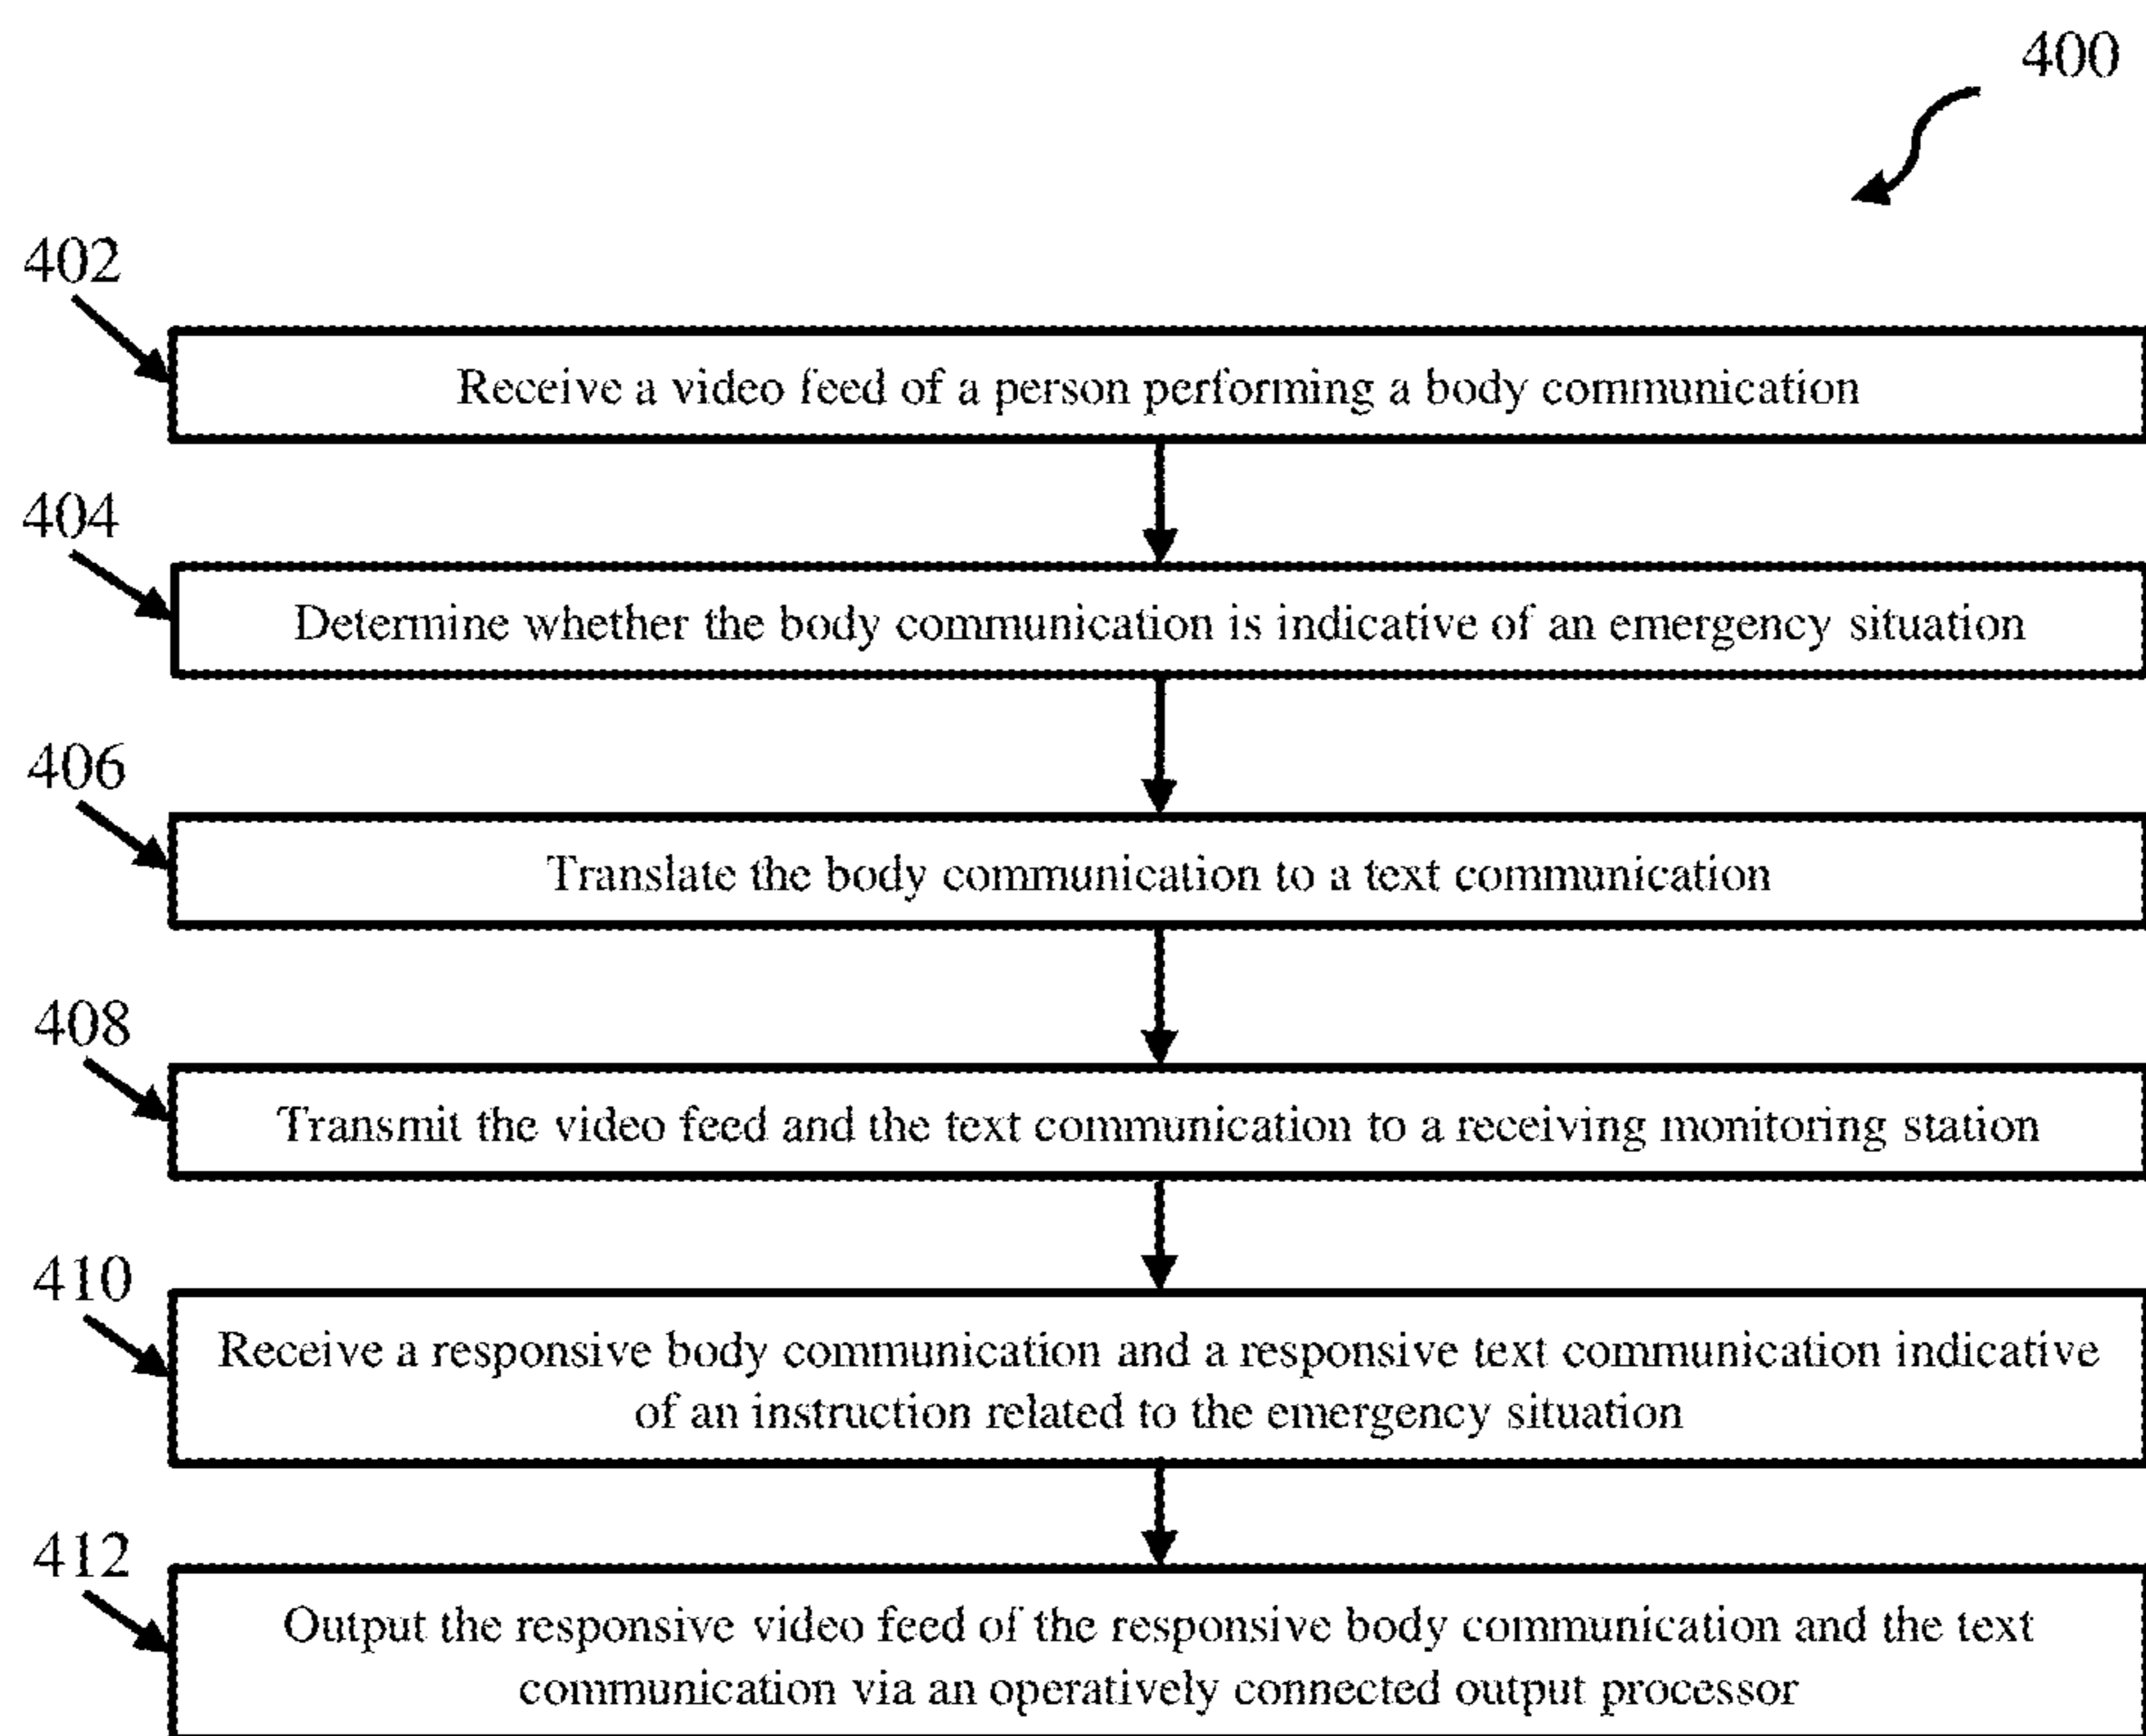 400
402
Receive a video feed of a person performing a body communication
404
Determine whether the body communication is indicative of an emergency situation
406
Translate the body communication to a text communication
408
Transmit the video feed and the text communication to a receiving monitoring station
410
Receive a responsive body communication and a responsive text communication indicative
of an instruction related to the emergency situation
412
Output the responsive video feed of the responsive body communication and the text
communication via an operatively connected output processor